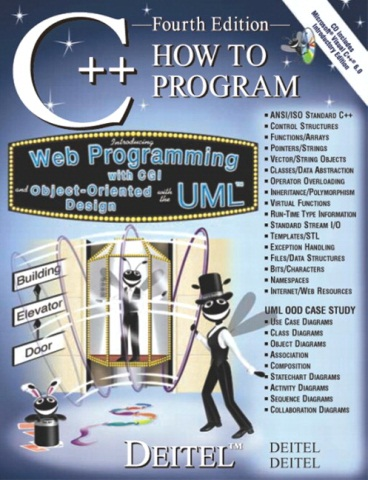 Fourth Edition
C++
HOW TO
PROGRAM
CD Includes
Microsoft® Visual C++® 6.0
Introductory Edition
Introducing
Web Programming
with CGI
and Object-Oriented
Design
with
the
UML™
▪ ANSI/ISO STANDARD C++
▪ CONTROL STRUCTURES
▪ FUNCTIONS/ARRAYS
▪ POINTERS/STRINGS
▪ VECTOR/STRING OBJECTS
▪ CLASSES/DATA ABSTRACTION
▪ OPERATOR OVERLOADING
▪ INHERITANCE/POLYMORPHISM
▪ VIRTUAL FUNCTIONS
▪ RUN-TIME TYPE INFORMATION
▪ STANDARD STREAM I/O
▪ TEMPLATES/STL
▪ EXCEPTION HANDLING
▪ FILES/DATA STRUCTURES
▪ BITS/CHARACTERS
▪ NAMESPACES
▪ INTERNET/WEB RESOURCES
UML OOD CASE STUDY
▪ USE CASE DIAGRAMS
▪ CLASS DIAGRAMS
▪ OBJECT DIAGRAMS
▪ ASSOCIATION
▪ COMPOSITION
▪ STATECHART DIAGRAMS
▪ ACTIVITY DIAGRAMS
▪ SEQUENCE DIAGRAMS
▪ COLLABORATION DIAGRAMS
Building
Elevator
Door
DEITEL™
DEITEL
DEITEL